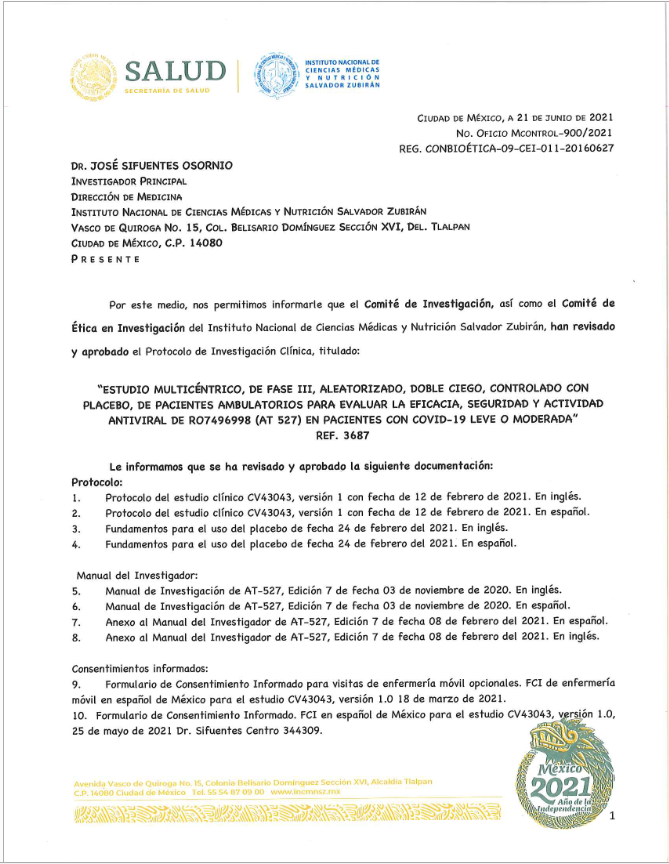 SALUD
SECRETARÍA DE SALUD
INSTITUTO NACIONAL DE
CIENCIAS MÉDICAS
Y NUTRICIÓN
SALVADOR ZUBIRÁN
CIUDAD DE MÉXICO, A 21 DE JUNIO DE 2021
NO. OFICIO MCONTROL-900/2021
REG. CONBIOÉTICA-09-CEI-011-20160627
DR. JOSÉ SIFUENTES OSORNIO
INVESTIGADOR PRINCIPAL
DIRECCIÓN DE MEDICINA
INSTITUTO NACIONAL DE CIENCIAS MÉDICAS Y NUTRICIÓN SALVADOR ZUBIRÁN
VASCO DE QUIROGA NO. 15, COL. BELISARIO DOMÍNGUEZ SECCIÓN XVI, DEL. TLALPAN
CIUDAD DE MÉXICO, C.P. 14080
P R E S E N T E
Por este medio, nos permitimos informarle que el Comité de Investigación, así como el Comité de
Ética en Investigación del Instituto Nacional de Ciencias Médicas y Nutrición Salvador Zubirán, han revisado
y aprobado el Protocolo de Investigación Clínica, titulado:
"ESTUDIO MULTICÉNTRICO, DE FASE III, ALEATORIZADO, DOBLE CIEGO, CONTROLADO CON
PLACEBO, DE PACIENTES AMBULATORIOS PARA EVALUAR LA EFICACIA, SEGURIDAD Y ACTIVIDAD
ANTIVIRAL DE RO7496998 (AT 527) EN PACIENTES CON COVID-19 LEVE O MODERADA"
REF. 3687
Le informamos que se ha revisado y aprobado la siguiente documentación:
Protocolo:
1. Protocolo del estudio clínico CV43043, versión 1 con fecha de 12 de febrero de 2021. En inglés.
2. Protocolo del estudio clínico CV43043, versión 1 con fecha de 12 de febrero de 2021. En español.
3. Fundamentos para el uso del placebo de fecha 24 de febrero del 2021. En inglés.
4. Fundamentos para el uso del placebo de fecha 24 de febrero del 2021. En español.
Manual del Investigador:
5. Manual de Investigación de AT-527, Edición 7 de fecha 03 de noviembre de 2020. En inglés.
6. Manual de Investigación de AT-527, Edición 7 de fecha 03 de noviembre de 2020. En español.
7. Anexo al Manual del Investigador de AT-527, Edición 7 de fecha 08 de febrero del 2021. En español.
8. Anexo al Manual del Investigador de AT-527, Edición 7 de fecha 08 de febrero del 2021. En inglés.
Consentimientos informados:
9. Formulario de Consentimiento Informado para visitas de enfermería móvil opcionales. FCI de enfermería
móvil en español de México para el estudio CV43043, versión 1.0 18 de marzo de 2021.
10. Formulario de Consentimiento Informado. FCI en español de México para el estudio CV43043, versión 1.0,
25 de mayo de 2021 Dr. Sifuentes Centro 344309.
Avenida Vasco de Quiroga No. 15, Colonia Belisario Domínguez Sección XVI, Alcaldía Tlalpan
C.P. 14080 Ciudad de México Tel: 55 54 87 09 00 www.incmnsz.mx
México
2021
Año de la
Independencia
1